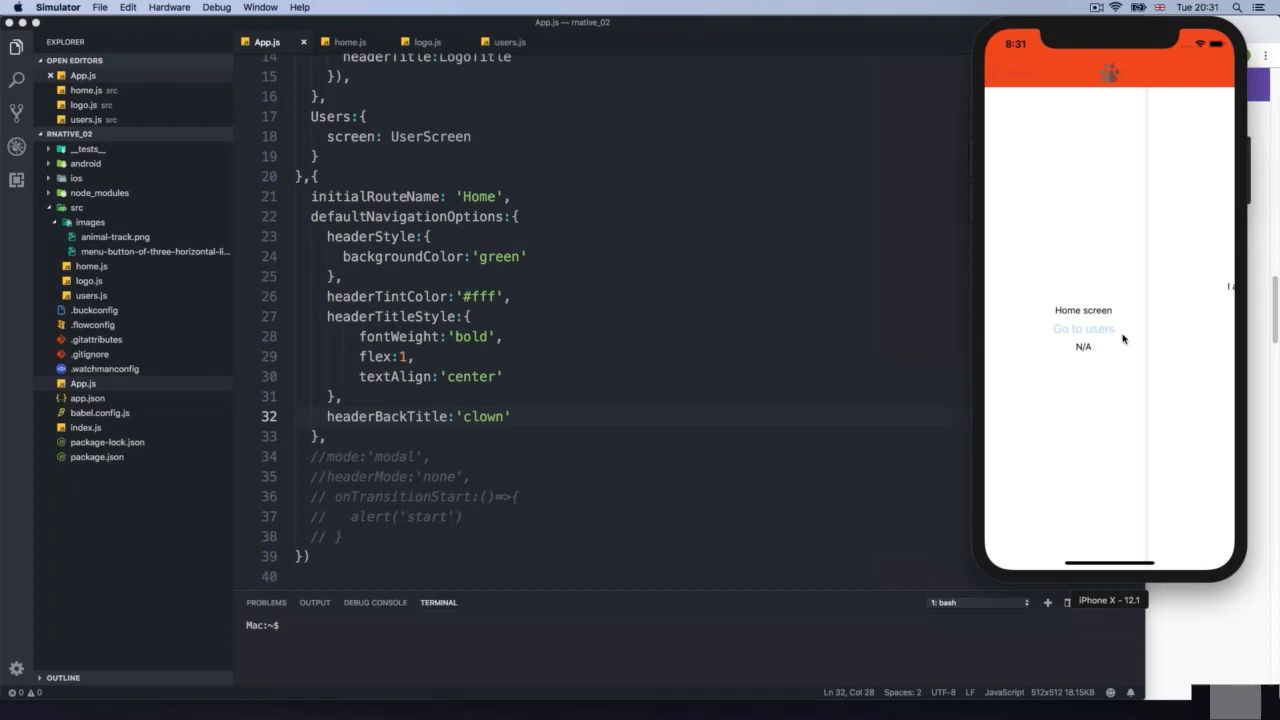 Simulator File Edit Hardware Debug Window Help
Tue 20:31
App.js — rnative_02
EXPLORER
OPEN EDITORS
App.js
home.js src
logo.js src
users.js src
RNATIVE_02
__tests__
android
ios
node_modules
src
images
animal-track.png
menu-button-of-three-horizontal-li...
home.js
logo.js
users.js
.buckconfig
.flowconfig
.gitattributes
.gitignore
.watchmanconfig
App.js
app.json
babel.config.js
index.js
package-lock.json
package.json
OUTLINE
App.js home.js logo.js users.js
14 headerTitle:LogoTitle
15 }),
16 },
17 Users:{
18 screen: UserScreen
19 }
20 },{
21 initialRouteName: 'Home',
22 defaultNavigationOptions:{
23 headerStyle:{
24 backgroundColor:'green'
25 },
26 headerTintColor:'#fff',
27 headerTitleStyle:{
28 fontWeight:'bold',
29 flex:1,
30 textAlign:'center'
31 },
32 headerBackTitle:'clown'
33 },
34 //mode:'modal',
35 //headerMode:'none',
36 // onTransitionStart:()=>{
37 // alert('start')
38 // }
39 })
40
PROBLEMS OUTPUT DEBUG CONSOLE TERMINAL
1: bash
Mac:~$
8:31
Home screen
Go to users
N/A
iPhone X - 12.1
0 0
Ln 32, Col 28 Spaces: 2 UTF-8 LF JavaScript 512x512 18.15KB